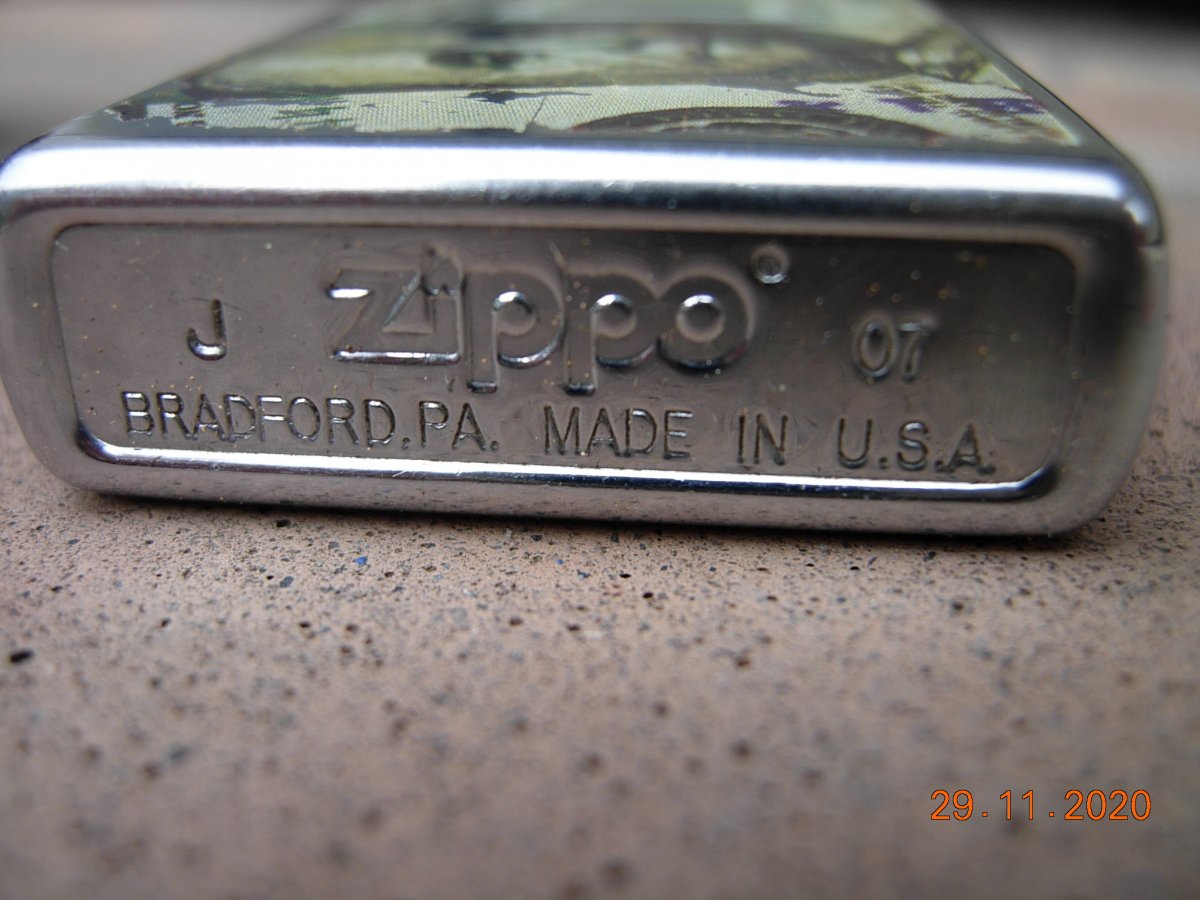 J Zippo® 07
BRADFORD, PA. MADE IN U.S.A.
29.11.2020